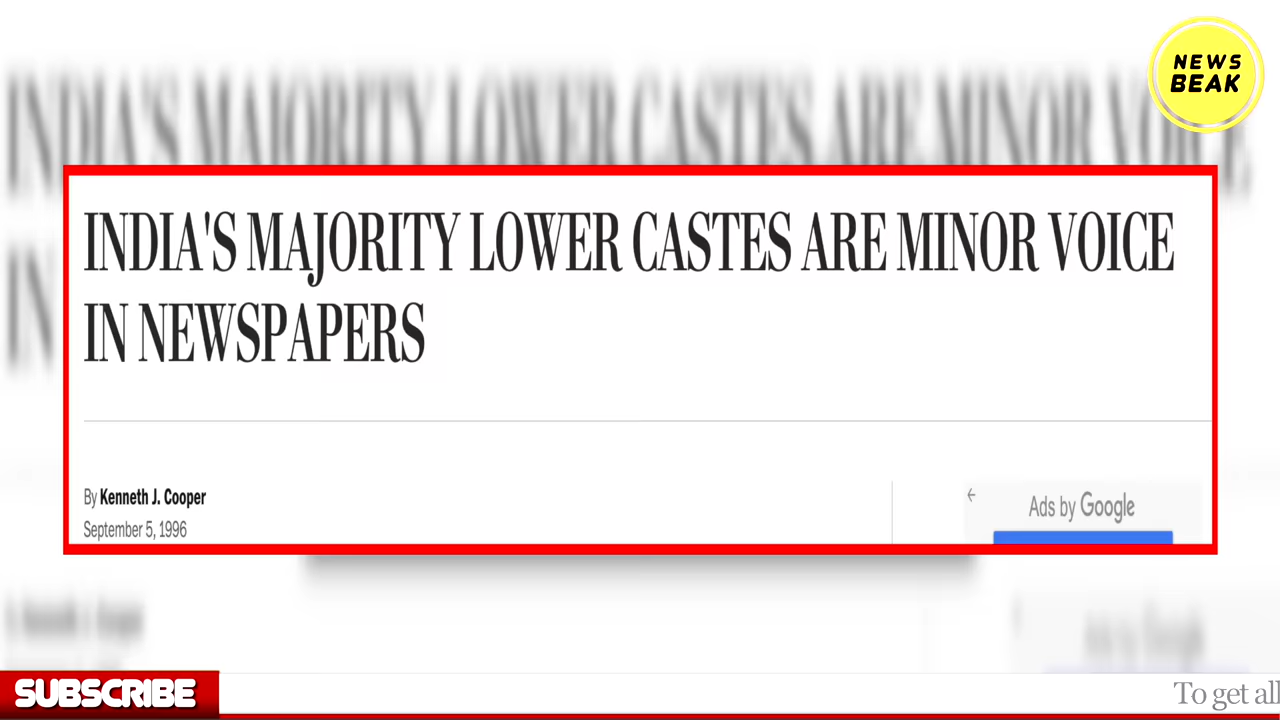 NEWS
BEAK
INDIA'S MAJORITY LOWER CASTES ARE MINOR VOICE
IN NEWSPAPERS
By Kenneth J. Cooper
September 5, 1996
Ads by Google
SUBSCRIBE
To get all